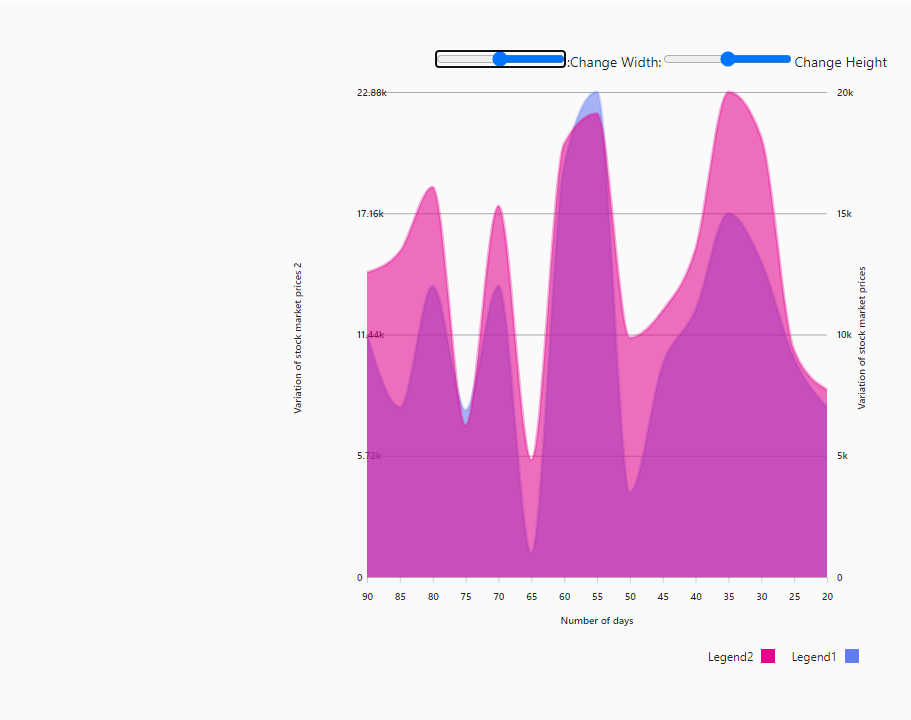 :Change Width: Change Height
22.88k
17.16k
11.44k
5.72k
0
Variation of stock market prices 2
20k
15k
10k
5k
0
Variation of stock market prices
90 85 80 75 70 65 60 55 50 45 40 35 30 25 20
Number of days
Legend2 Legend1